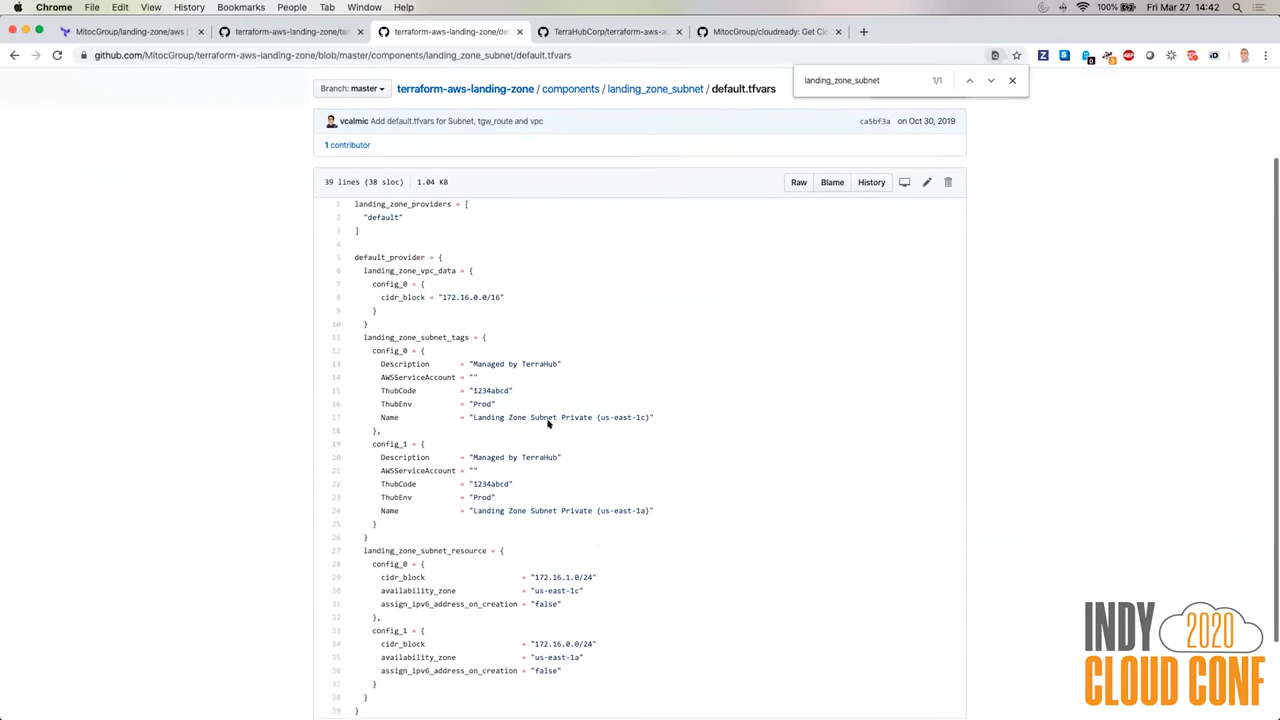 Chrome File Edit View History Bookmarks People Tab Window Help 100% Fri Mar 27 14:42
MitocGroup/landing-zone/aws | terraform-aws-landing-zone/ter terraform-aws-landing-zone/de TerraHubCorp/terraform-aws-au MitocGroup/cloudready: Get Cl
github.com/MitocGroup/terraform-aws-landing-zone/blob/master/components/landing_zone_subnet/default.tfvars
landing_zone_subnet 1/1
Branch: master terraform-aws-landing-zone / components / landing_zone_subnet / default.tfvars
vcalmic Add default.tfvars for Subnet, tgw_route and vpc ca5bf3a on Oct 30, 2019
1 contributor
39 lines (38 sloc) 1.04 KB Raw Blame History
1 landing_zone_providers = [
2 "default"
3 ]
4
5 default_provider = {
6 landing_zone_vpc_data = {
7 config_0 = {
8 cidr_block = "172.16.0.0/16"
9 }
10 }
11 landing_zone_subnet_tags = {
12 config_0 = {
13 Description = "Managed by TerraHub"
14 AWSServiceAccount = ""
15 ThubCode = "1234abcd"
16 ThubEnv = "Prod"
17 Name = "Landing Zone Subnet Private (us-east-1c)"
18 },
19 config_1 = {
20 Description = "Managed by TerraHub"
21 AWSServiceAccount = ""
22 ThubCode = "1234abcd"
23 ThubEnv = "Prod"
24 Name = "Landing Zone Subnet Private (us-east-1a)"
25 }
26 }
27 landing_zone_subnet_resource = {
28 config_0 = {
29 cidr_block = "172.16.1.0/24"
30 availability_zone = "us-east-1c"
31 assign_ipv6_address_on_creation = "false"
32 },
33 config_1 = {
34 cidr_block = "172.16.0.0/24"
35 availability_zone = "us-east-1a"
36 assign_ipv6_address_on_creation = "false"
37 }
38 }
39 }
INDY 2020
CLOUD CONF